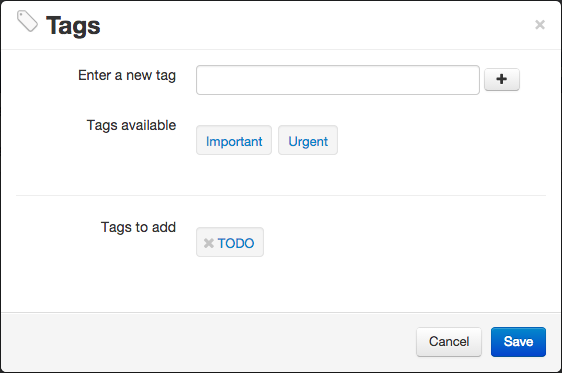 Tags ×
Enter a new tag +
Tags available
Important Urgent
Tags to add
TODO
Cancel Save